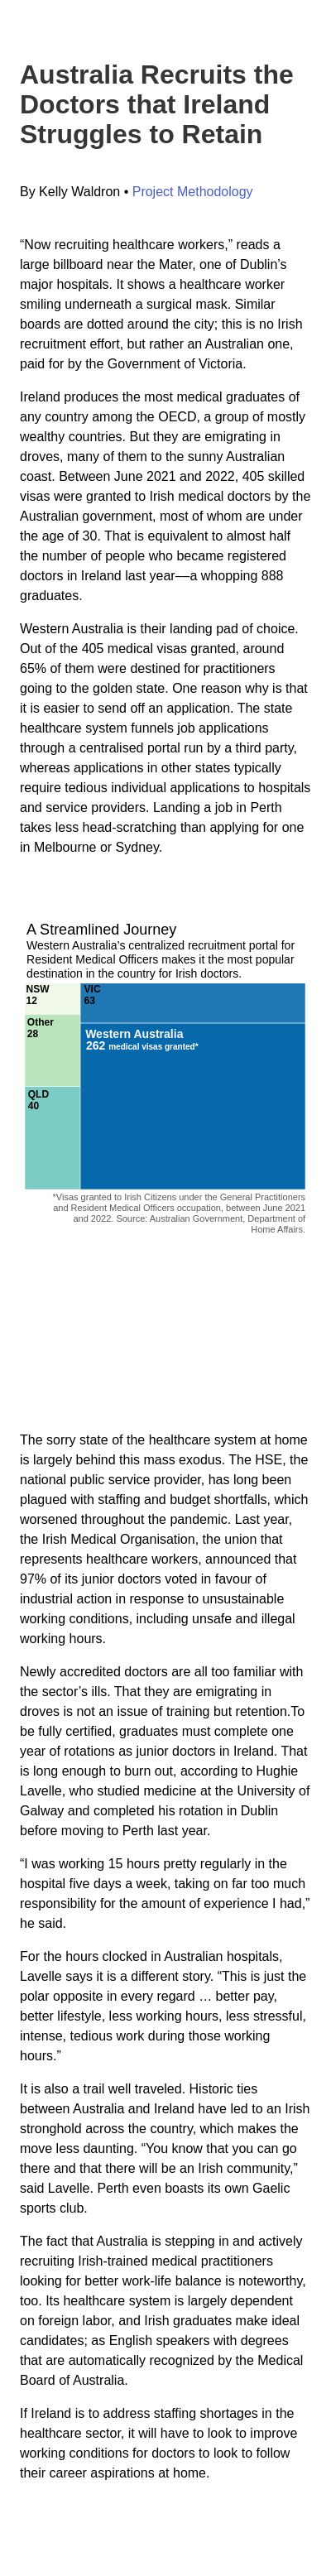 Australia Recruits the
Doctors that Ireland
Struggles to Retain
By Kelly Waldron • Project Methodology
“Now recruiting healthcare workers,” reads a
large billboard near the Mater, one of Dublin’s
major hospitals. It shows a healthcare worker
smiling underneath a surgical mask. Similar
boards are dotted around the city; this is no Irish
recruitment effort, but rather an Australian one,
paid for by the Government of Victoria.
Ireland produces the most medical graduates of
any country among the OECD, a group of mostly
wealthy countries. But they are emigrating in
droves, many of them to the sunny Australian
coast. Between June 2021 and 2022, 405 skilled
visas were granted to Irish medical doctors by the
Australian government, most of whom are under
the age of 30. That is equivalent to almost half
the number of people who became registered
doctors in Ireland last year—a whopping 888
graduates.
Western Australia is their landing pad of choice.
Out of the 405 medical visas granted, around
65% of them were destined for practitioners
going to the golden state. One reason why is that
it is easier to send off an application. The state
healthcare system funnels job applications
through a centralised portal run by a third party,
whereas applications in other states typically
require tedious individual applications to hospitals
and service providers. Landing a job in Perth
takes less head-scratching than applying for one
in Melbourne or Sydney.
A Streamlined Journey
Western Australia’s centralized recruitment portal for
Resident Medical Officers makes it the most popular
destination in the country for Irish doctors.
NSW
12
VIC
63
Other
28
Western Australia
262 medical visas granted*
QLD
40
*Visas granted to Irish Citizens under the General Practitioners
and Resident Medical Officers occupation, between June 2021
and 2022. Source: Australian Government, Department of
Home Affairs.
The sorry state of the healthcare system at home
is largely behind this mass exodus. The HSE, the
national public service provider, has long been
plagued with staffing and budget shortfalls, which
worsened throughout the pandemic. Last year,
the Irish Medical Organisation, the union that
represents healthcare workers, announced that
97% of its junior doctors voted in favour of
industrial action in response to unsustainable
working conditions, including unsafe and illegal
working hours.
Newly accredited doctors are all too familiar with
the sector’s ills. That they are emigrating in
droves is not an issue of training but retention.To
be fully certified, graduates must complete one
year of rotations as junior doctors in Ireland. That
is long enough to burn out, according to Hughie
Lavelle, who studied medicine at the University of
Galway and completed his rotation in Dublin
before moving to Perth last year.
“I was working 15 hours pretty regularly in the
hospital five days a week, taking on far too much
responsibility for the amount of experience I had,”
he said.
For the hours clocked in Australian hospitals,
Lavelle says it is a different story. “This is just the
polar opposite in every regard … better pay,
better lifestyle, less working hours, less stressful,
intense, tedious work during those working
hours.”
It is also a trail well traveled. Historic ties
between Australia and Ireland have led to an Irish
stronghold across the country, which makes the
move less daunting. “You know that you can go
there and that there will be an Irish community,”
said Lavelle. Perth even boasts its own Gaelic
sports club.
The fact that Australia is stepping in and actively
recruiting Irish-trained medical practitioners
looking for better work-life balance is noteworthy,
too. Its healthcare system is largely dependent
on foreign labor, and Irish graduates make ideal
candidates; as English speakers with degrees
that are automatically recognized by the Medical
Board of Australia.
If Ireland is to address staffing shortages in the
healthcare sector, it will have to look to improve
working conditions for doctors to look to follow
their career aspirations at home.